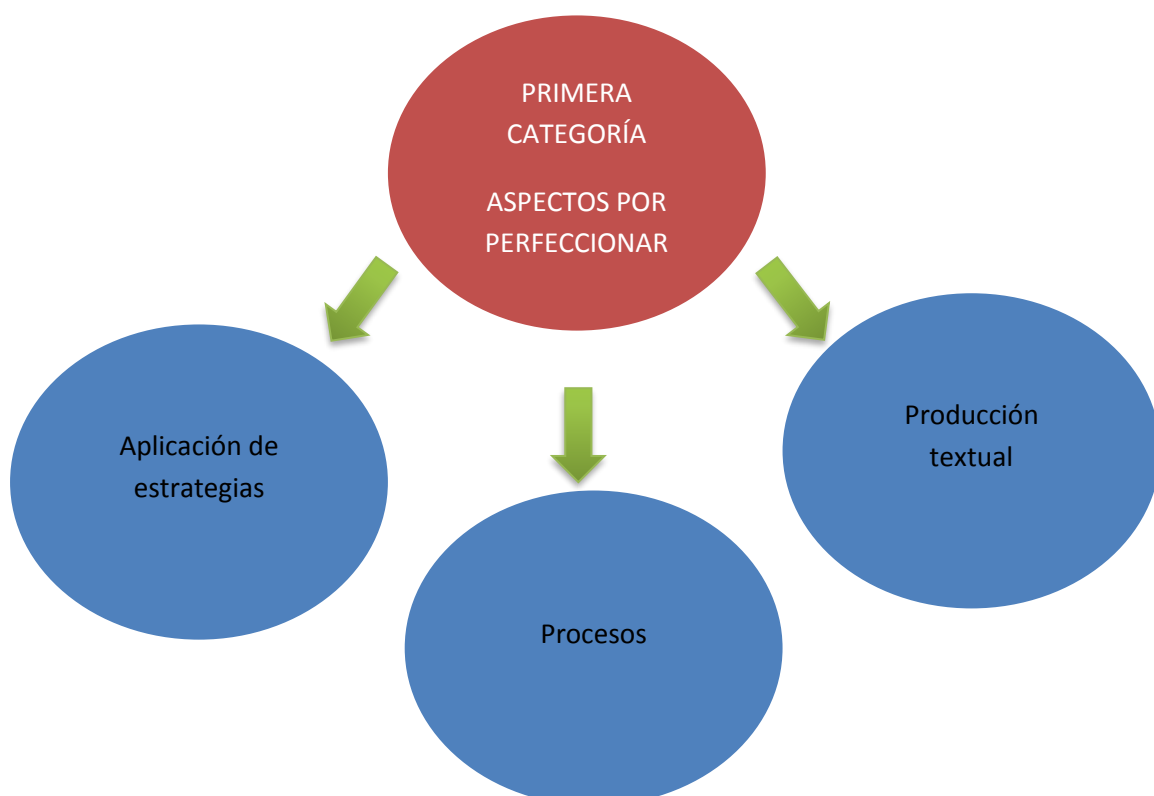 PRIMERA
CATEGORÍA
ASPECTOS POR
PERFECCIONAR
Aplicación de
estrategias
Procesos
Producción
textual